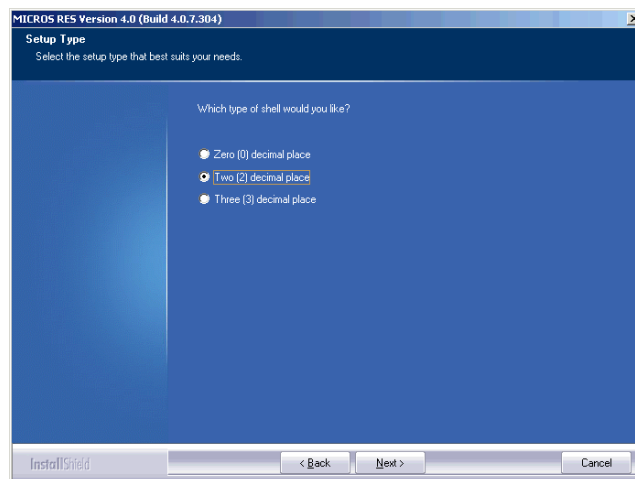 MICROS RES Version 4.0 (Build 4.0.7.304)
Setup Type
Select the setup type that best suits your needs.
Which type of shell would you like?
Zero (0) decimal place
Two (2) decimal place
Three (3) decimal place
InstallShield
< Back
Next >
Cancel